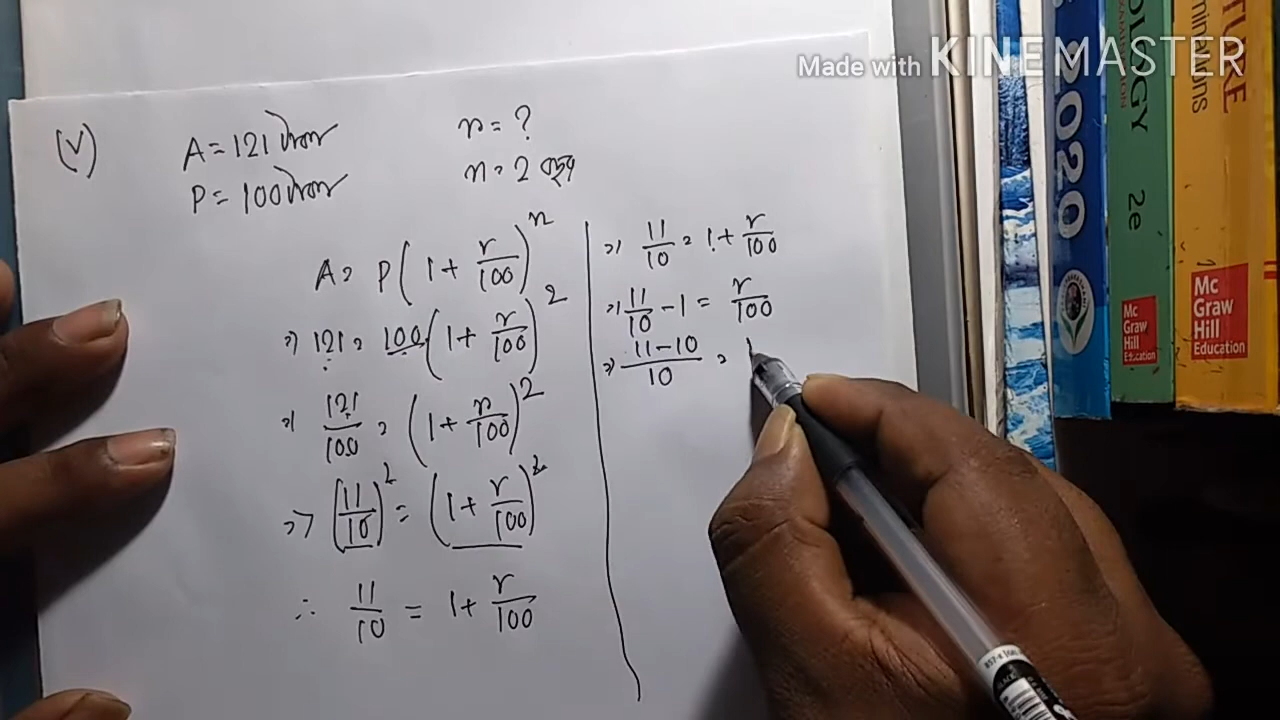 Made with KINEMASTER
(V)
A = 121 টাকা
P = 100 টাকা
r = ?
n = 2 বছর
A = P(1 + r/100)^n
⇒ 121 = 100(1 + r/100)^2
⇒ 121/100 = (1 + r/100)^2
⇒ (11/10)^2 = (1 + r/100)^2
∴ 11/10 = 1 + r/100
⇒ 11/10 = 1 + r/100
⇒ 11/10 - 1 = r/100
⇒ (11-10)/10 =
2020
OLOGY
2e
TURE
Mc
Graw
Hill
Education
Mc
Graw
Hill
Education